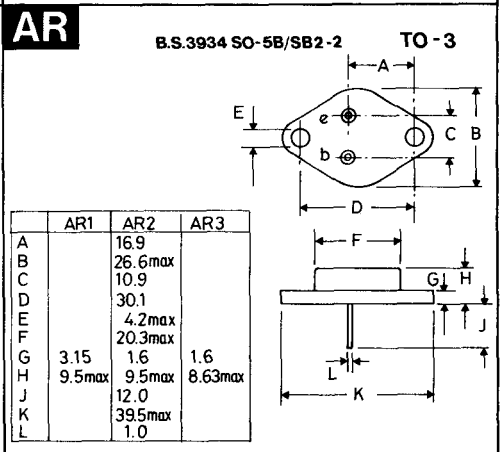 AR
B.S.3934 SO-5B/SB2-2 TO-3
A
e
E
B
C
b
D
AR1 AR2 AR3
A 16.9
B 26.6max
C 10.9
D 30.1
E 4.2max
F 20.3max
G 3.15 1.6 1.6
H 9.5max 9.5max 8.63max
J 12.0
K 39.5max
L 1.0
F
G
H
J
L
K